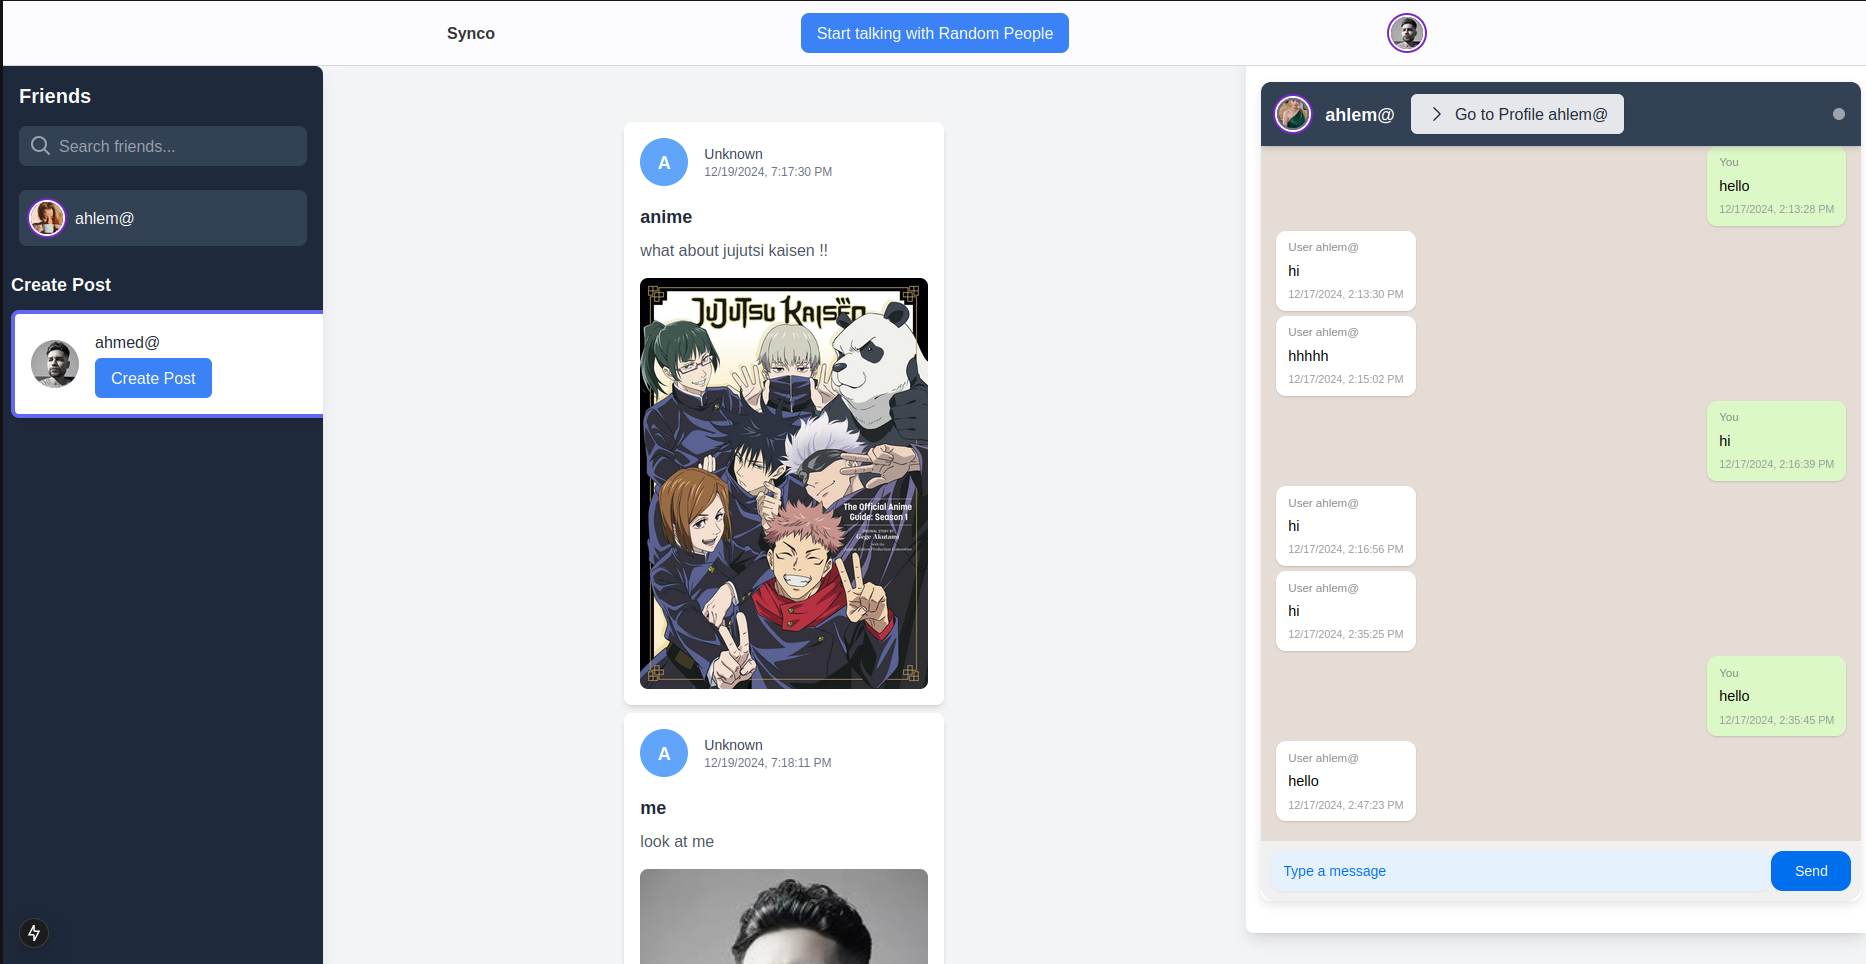 Synco
Start talking with Random People
Friends
Search friends...
ahlem@
Create Post
ahmed@
Create Post
A
Unknown
12/19/2024, 7:17:30 PM
anime
what about jujutsi kaisen !!
JUJUTSU KAISEN
The Official Anime
Guide: Season 1
ORIGINAL STORY BY
Gege Akutami
with the
A
Unknown
12/19/2024, 7:18:11 PM
me
look at me
ahlem@
Go to Profile ahlem@
You
hello
12/17/2024, 2:13:28 PM
User ahlem@
hi
12/17/2024, 2:13:30 PM
User ahlem@
hhhhh
12/17/2024, 2:15:02 PM
You
hi
12/17/2024, 2:16:39 PM
User ahlem@
hi
12/17/2024, 2:16:56 PM
User ahlem@
hi
12/17/2024, 2:35:25 PM
You
hello
12/17/2024, 2:35:45 PM
User ahlem@
hello
12/17/2024, 2:47:23 PM
Type a message
Send